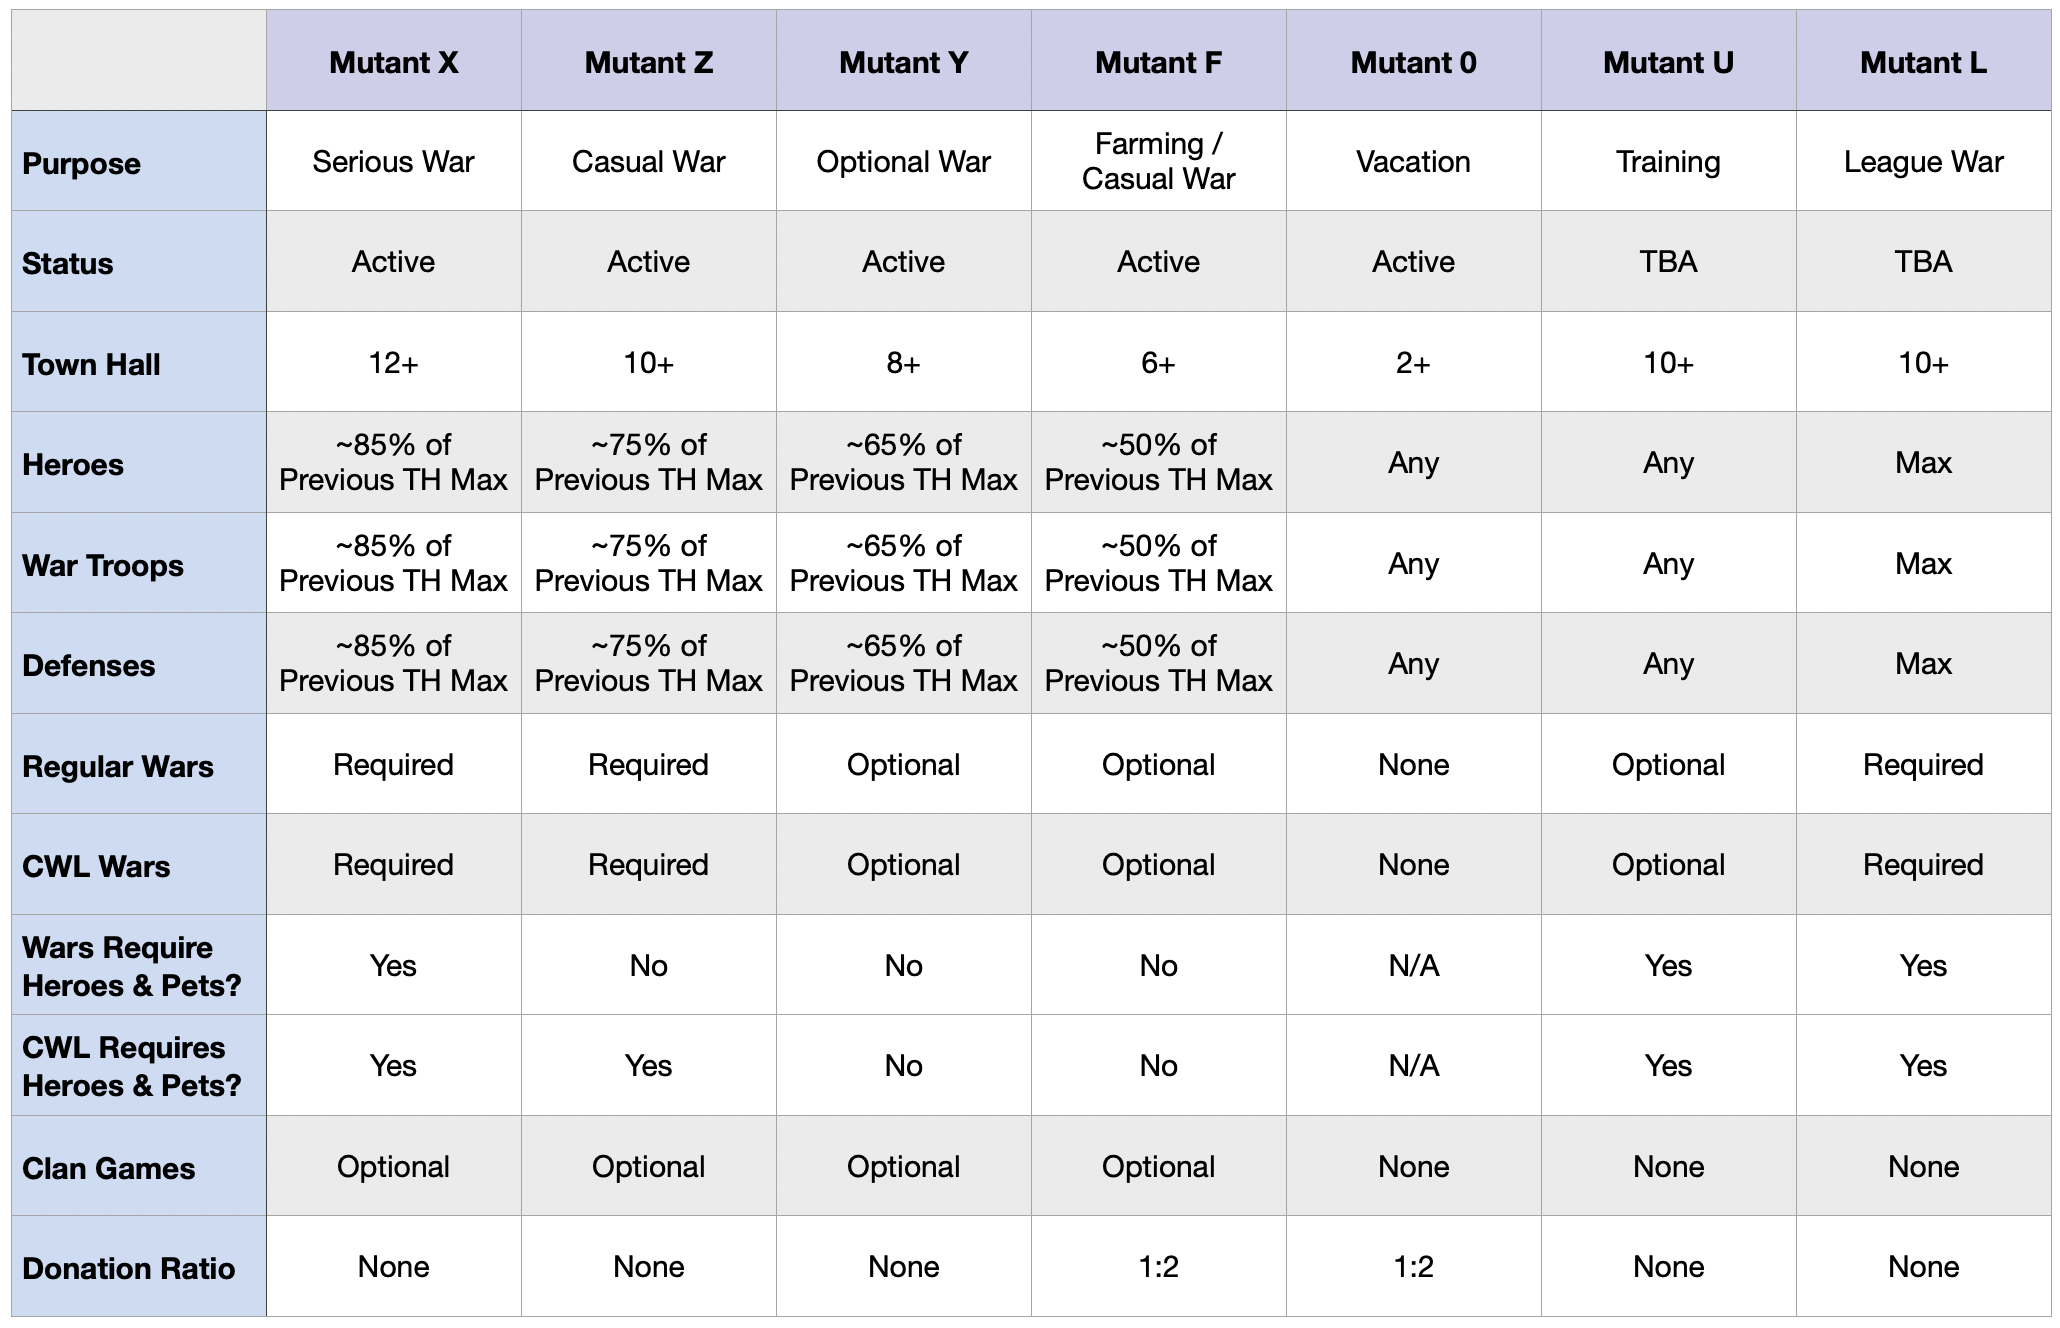 Mutant X Mutant Z Mutant Y Mutant F Mutant 0 Mutant U Mutant L
Purpose Serious War Casual War Optional War Farming / Casual War Vacation Training League War
Status Active Active Active Active Active TBA TBA
Town Hall 12+ 10+ 8+ 6+ 2+ 10+ 10+
Heroes ~85% of Previous TH Max ~75% of Previous TH Max ~65% of Previous TH Max ~50% of Previous TH Max Any Any Max
War Troops ~85% of Previous TH Max ~75% of Previous TH Max ~65% of Previous TH Max ~50% of Previous TH Max Any Any Max
Defenses ~85% of Previous TH Max ~75% of Previous TH Max ~65% of Previous TH Max ~50% of Previous TH Max Any Any Max
Regular Wars Required Required Optional Optional None Optional Required
CWL Wars Required Required Optional Optional None Optional Required
Wars Require Heroes & Pets? Yes No No No N/A Yes Yes
CWL Requires Heroes & Pets? Yes Yes No No N/A Yes Yes
Clan Games Optional Optional Optional Optional None None None
Donation Ratio None None None 1:2 1:2 None None